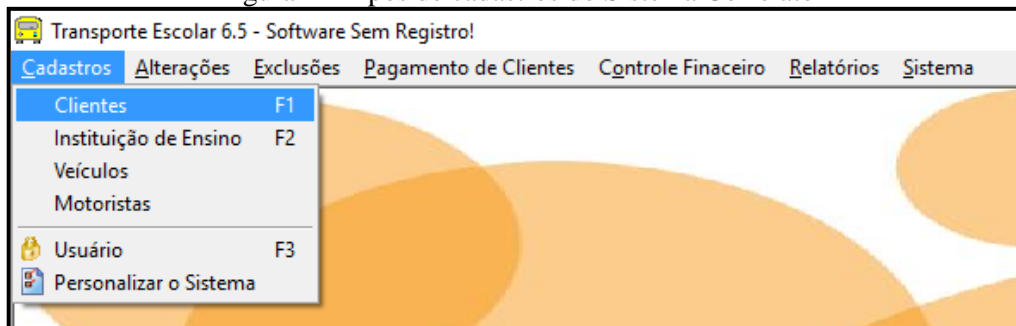 Transporte Escolar 6.5 - Software Sem Registro!
Cadastros Alterações Exclusões Pagamento de Clientes Controle Finaceiro Relatórios Sistema
Clientes F1
Instituição de Ensino F2
Veículos
Motoristas
Usuário F3
Personalizar o Sistema